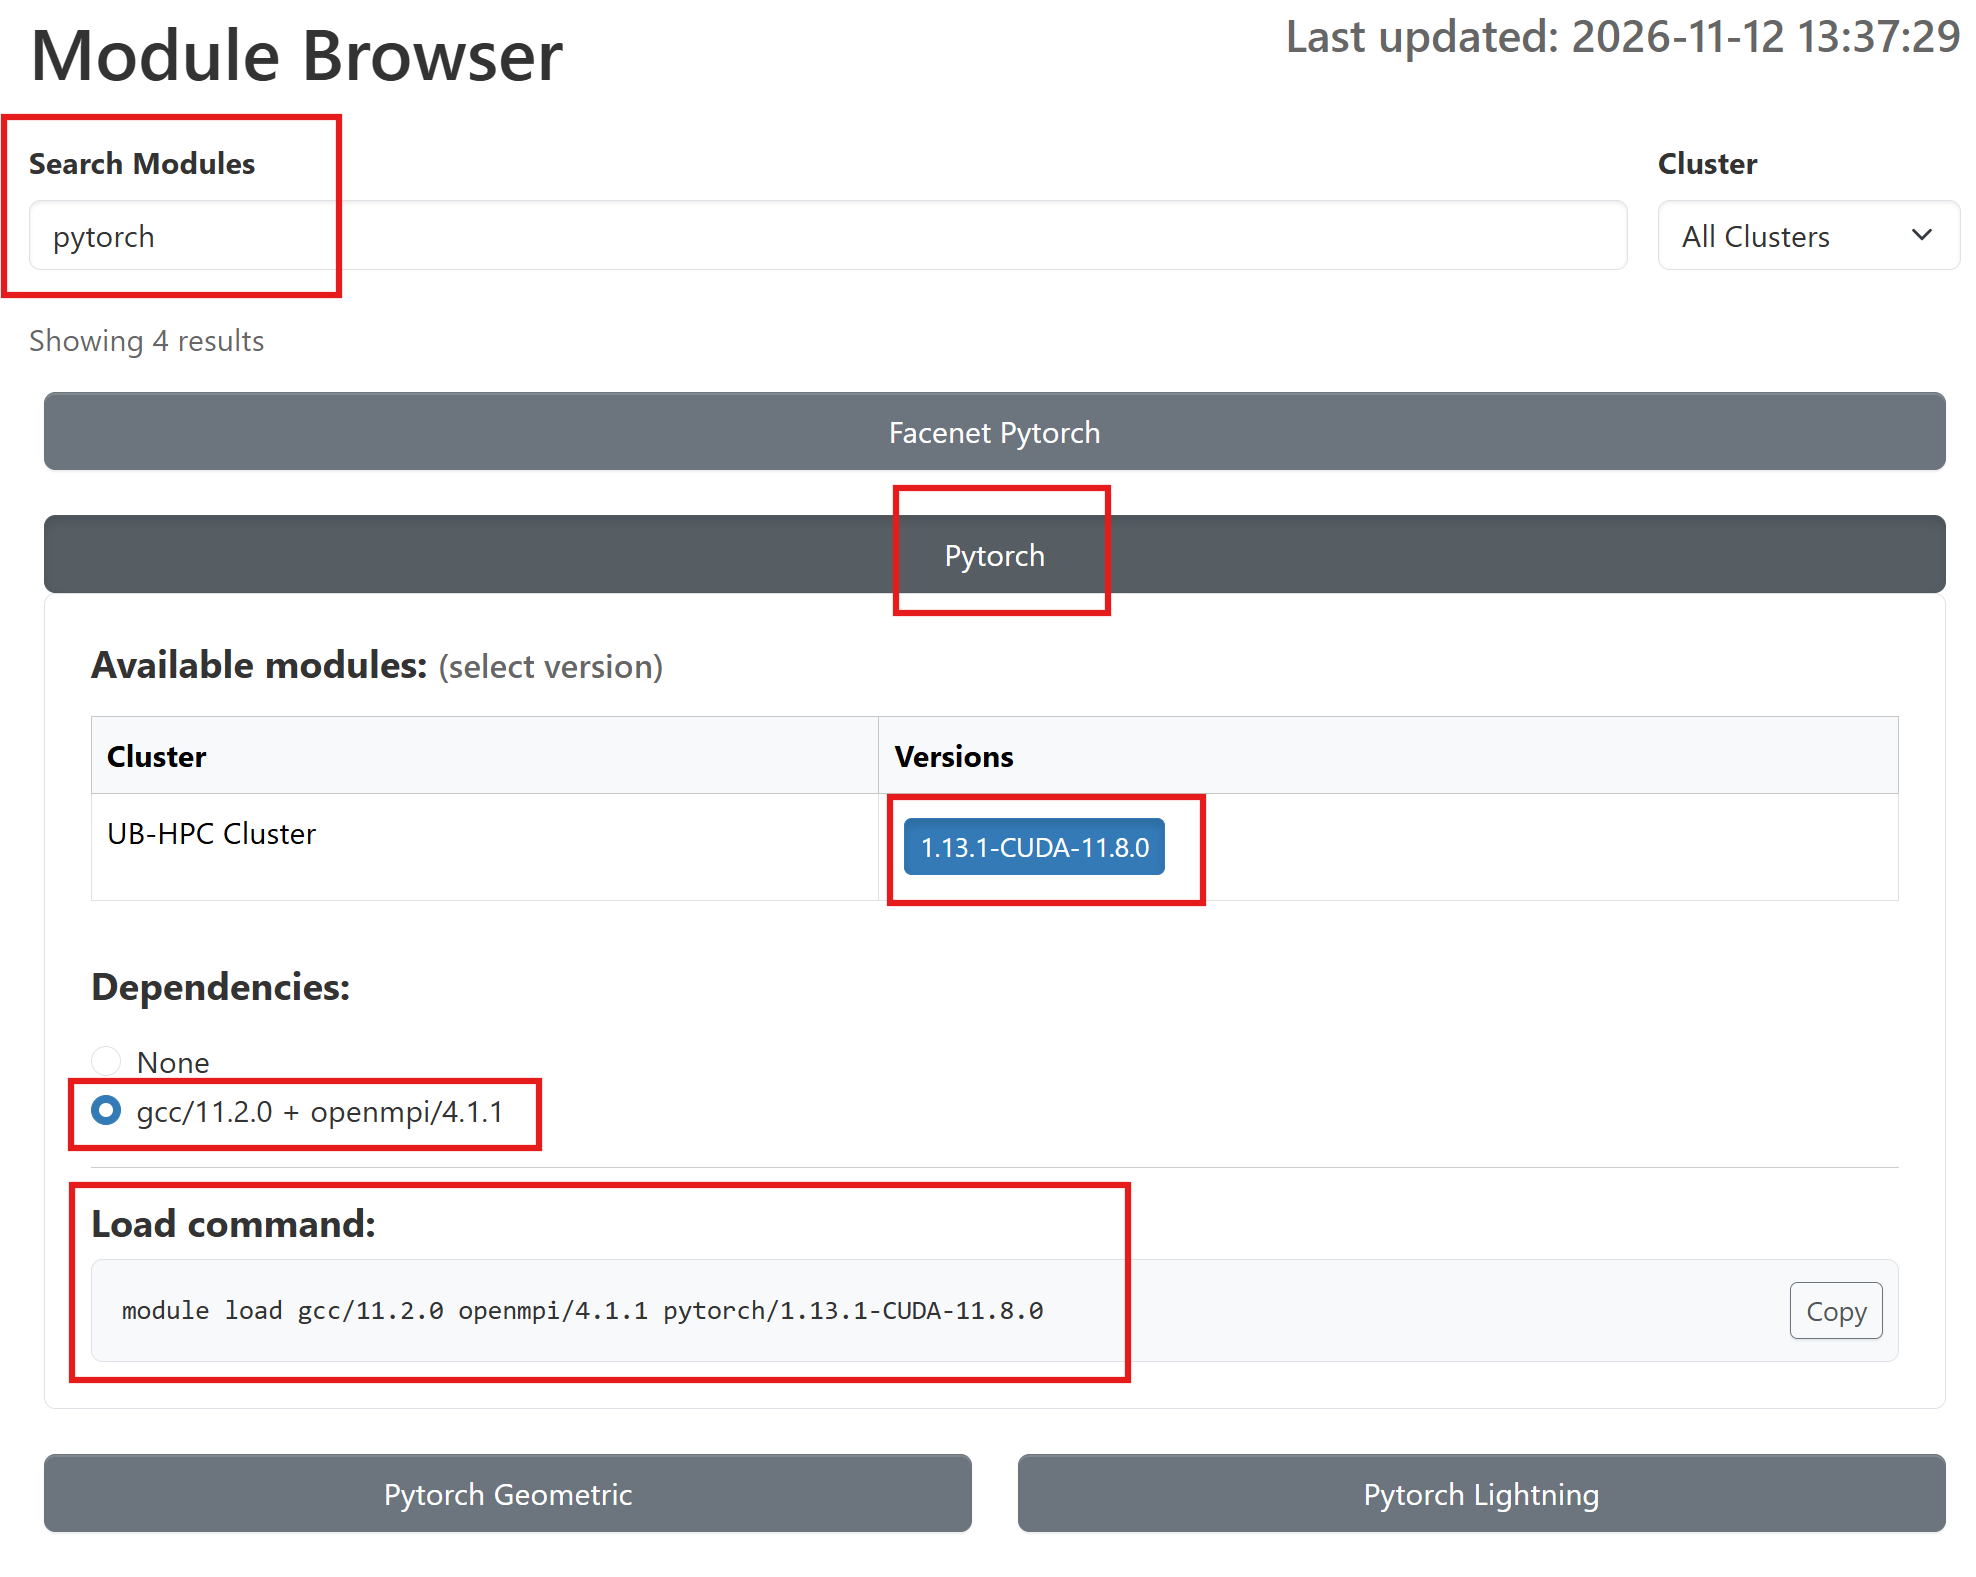 Module Browser
Last updated: 2026-11-12 13:37:29
Search Modules
Cluster
pytorch
All Clusters
Showing 4 results
Facenet Pytorch
Pytorch
Available modules: (select version)
Cluster
Versions
UB-HPC Cluster
1.13.1-CUDA-11.8.0
Dependencies:
None
gcc/11.2.0 + openmpi/4.1.1
Load command:
module load gcc/11.2.0 openmpi/4.1.1 pytorch/1.13.1-CUDA-11.8.0
Copy
Pytorch Geometric
Pytorch Lightning